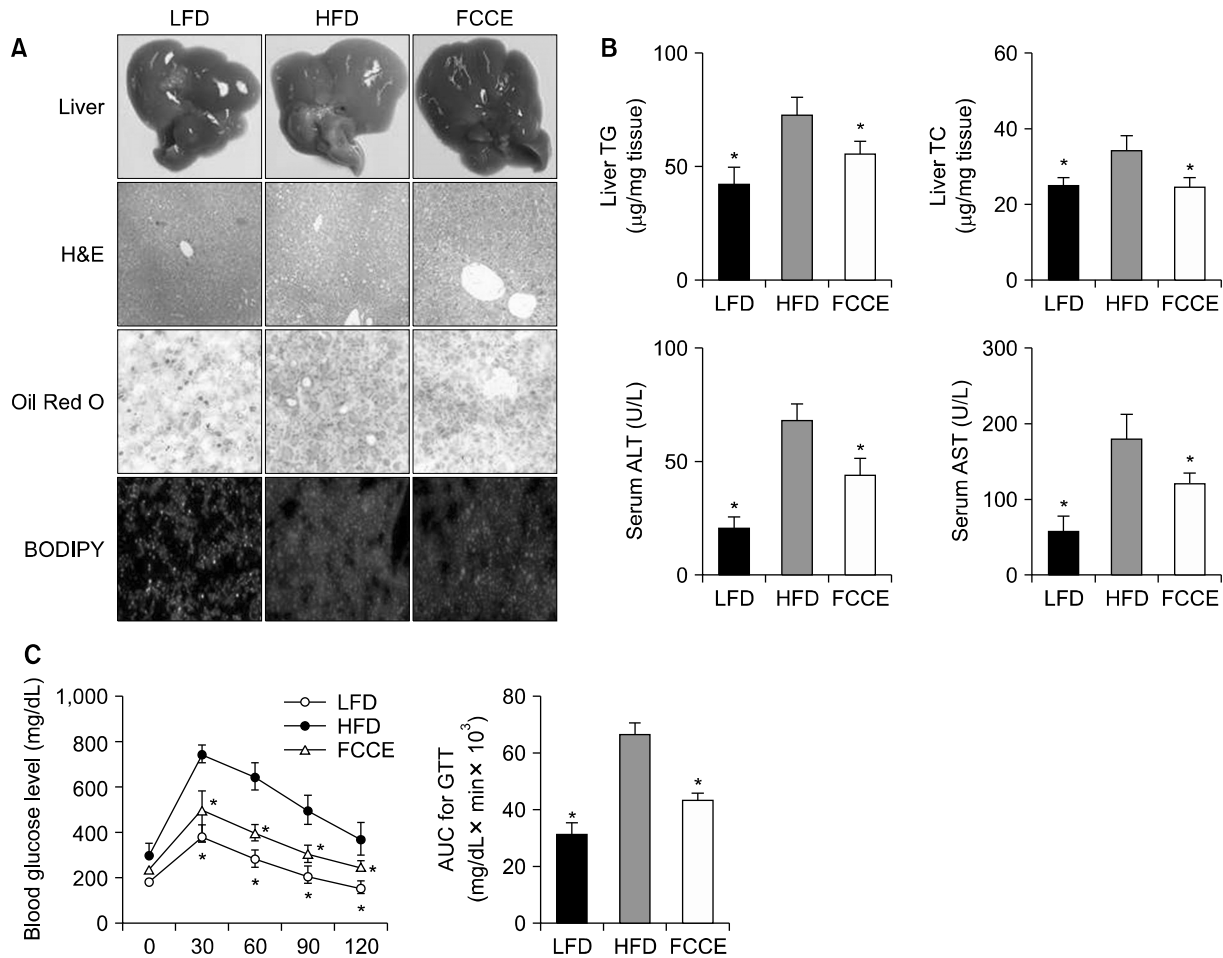 A
LFD HFD FCCE
Liver
H&E
Oil Red O
BODIPY
B
Liver TG
(μg/mg tissue)
100
50
0
*
*
LFD HFD FCCE
Liver TC
(μg/mg tissue)
60
40
20
0
*
*
LFD HFD FCCE
Serum ALT (U/L)
100
50
0
*
*
LFD HFD FCCE
Serum AST (U/L)
300
200
100
0
*
*
LFD HFD FCCE
C
Blood glucose level (mg/dL)
1,000
800
600
400
200
0
LFD
HFD
FCCE
*
*
*
*
*
*
*
*
0 30 60 90 120
AUC for GTT
(mg/dL× min× 10³)
80
60
40
20
0
*
*
LFD HFD FCCE